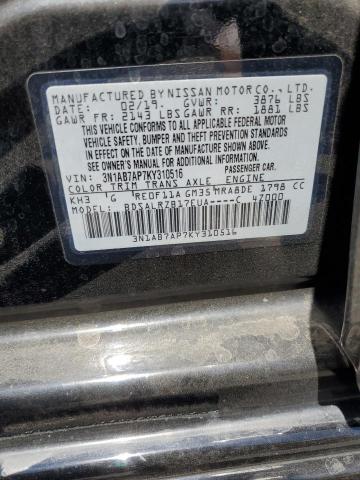 MANUFACTURED BY NISSAN MOTOR CO., LTD.
DATE: 02/19. GVWR: 3876 LBS
GAWR FR: 2143 LBS GAWR RR: 1881 LBS
THIS VEHICLE CONFORMS TO ALL APPLICABLE FEDERAL MOTOR
VEHICLE SAFETY, BUMPER AND THEFT PREVENTION STANDARDS
IN EFFECT ON THE DATE OF MANUFACTURE SHOWN ABOVE.
SEE OWNER'S MANUAL FOR ADDITIONAL INFORMATION.
VIN: 3N1AB7AP7KY310516 PASSENGER CAR.
COLOR TRIM TRANS AXLE ENGINE
KH3 'G 'RE0F11A GM35 MRA8DE 1798 CC
MODEL: BDSALRZB17EUA----C 4Z000
3N1AB7AP7KY310516